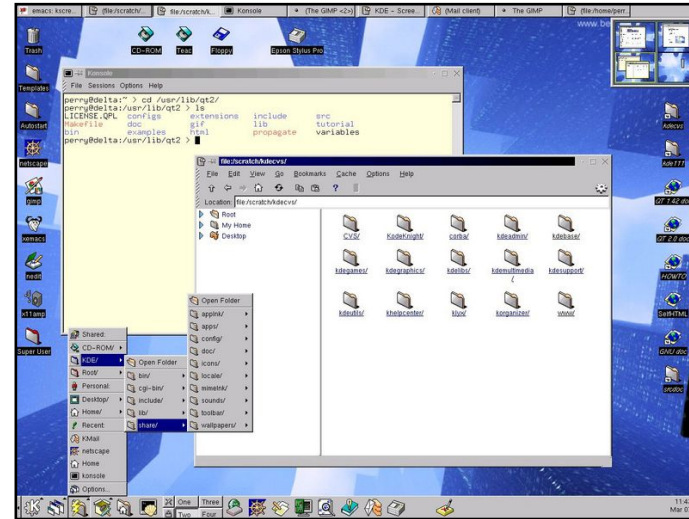 emacs: kscre...
(file:/scratch/...
file:/scratch/k...
Konsole
(The GIMP <2>)
KDE - Scree...
(Mail client)
The GIMP
(file:/home/perr...
www be
Trash
CD-ROM
Teac
Floppy
Epson Stylus Pro
Templates
Autostart
netscape
gimp
xemacs
nedit
x11amp
Super User
Konsole
File Sessions Options Help
perry@delta:~ > cd /usr/lib/qt2/
perry@delta:/usr/lib/qt2 > ls
LICENSE.QPL configs extensions include src
Makefile doc gif lib tutorial
bin examples html propagate variables
perry@delta:/usr/lib/qt2 >
file:/scratch/kdecvs/
File Edit View Go Bookmarks Cache Options Help
Location: file:/scratch/kdecvs/
Root
My Home
Desktop
CVS/ KodeKnight/ corba/ kdeadmin/ kdebase/
kdegames/ kdegraphics/ kdelibs/ kdemultimedia/ kdesupport/
kdeutils/ khelpcenter/ klyx/ korganizer/ www/
kdecvs
kde111
QT 1.42 doc
QT 2.0 doc
HOWTO
SelfHTML
GNU doc
srcdoc
Shared:
CD-ROM/
KDE/
Root/
Personal:
Desktop/
Home/
Recent:
KMail
netscape
Home
konsole
Options...
Open Folder
bin/
cgi-bin/
include/
lib/
share/
Open Folder
applnk/
apps/
config/
doc/
icons/
locale/
mimelnk/
sounds/
toolbar/
wallpapers/
One Three
Two Four
11:4
Mar 0